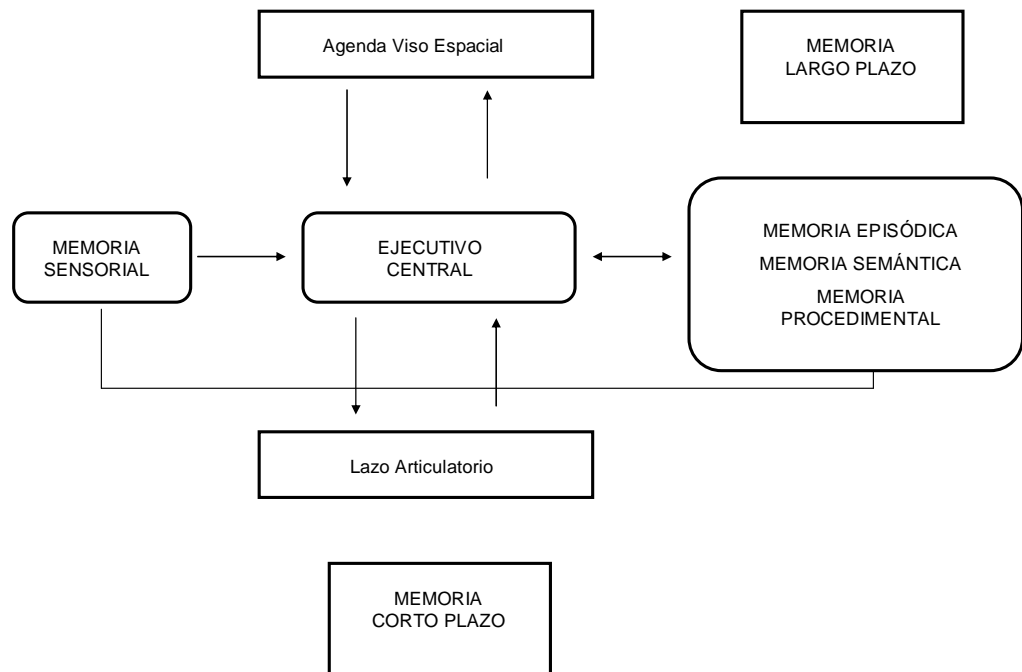 Agenda Viso Espacial
MEMORIA
LARGO PLAZO
MEMORIA
SENSORIAL
EJECUTIVO
CENTRAL
MEMORIA EPISÓDICA
MEMORIA SEMÁNTICA
MEMORIA
PROCEDIMENTAL
Lazo Articulatorio
MEMORIA
CORTO PLAZO